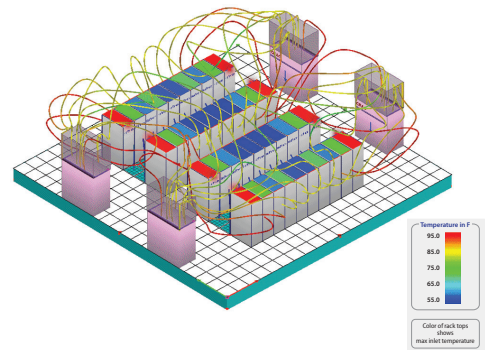 Temperature in F
95.0
85.0
75.0
65.0
55.0
Color of rack tops
shows
max inlet temperature